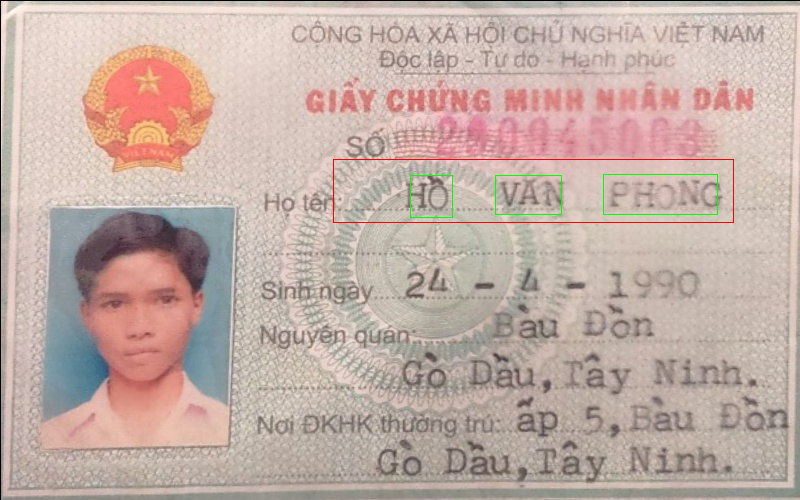 CỘNG HÒA XÃ HỘI CHỦ NGHĨA VIỆT NAM
Độc lập - Tự do - Hạnh phúc
GIẤY CHỨNG MINH NHÂN DÂN
VIỆT NAM
SỐ
Họ tên: HỒ VĂN PHONG
Sinh ngày 24 - 4 - 1990
Nguyên quán: Bàu Đồn
Gò Dầu, Tây Ninh.
Nơi ĐKHK thường trú: ấp 5, Bàu Đồn
Gò Dầu, Tây Ninh.